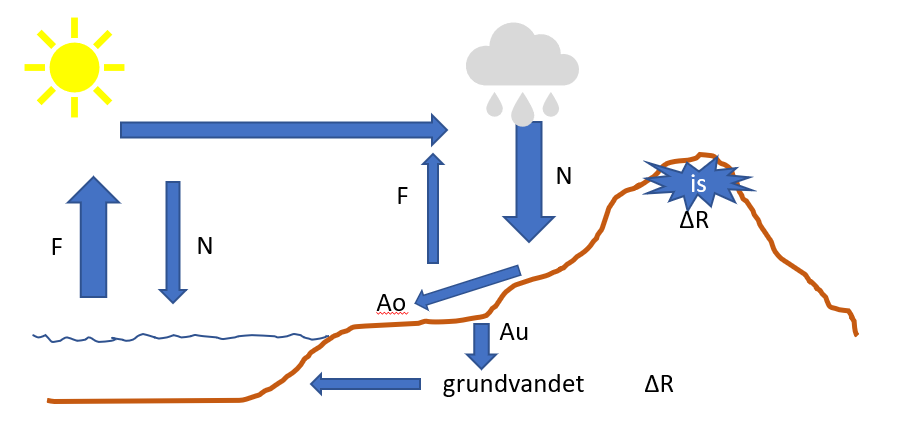 is
N
F
ΔR
F
N
Ao
Au
grundvandet ΔR